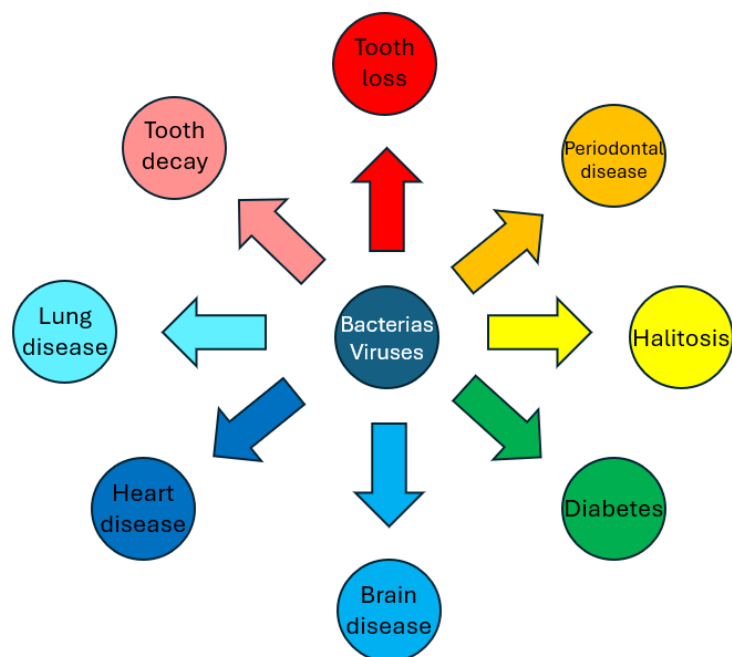 Tooth
loss
Tooth
decay
Periodontal
disease
Lung
disease
Bacterias
Viruses
Halitosis
Heart
disease
Diabetes
Brain
disease